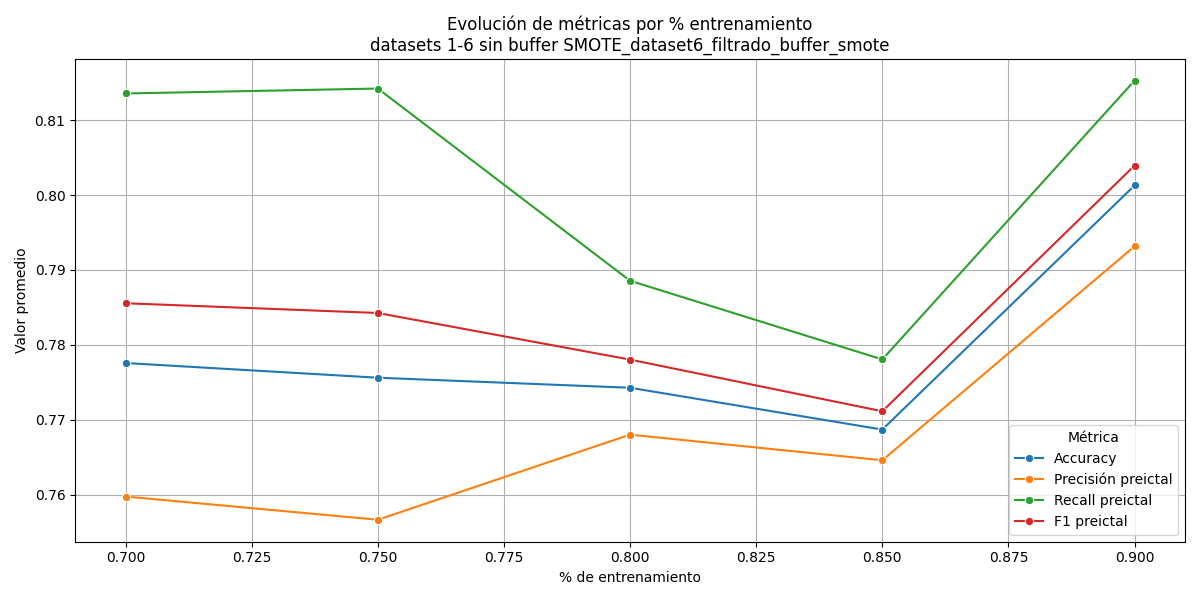 Evolución de métricas por % entrenamiento
datasets 1-6 sin buffer SMOTE_dataset6_filtrado_buffer_smote
Valor promedio
0.81
0.80
0.79
0.78
0.77
0.76
0.700 0.725 0.750 0.775 0.800 0.825 0.850 0.875 0.900
% de entrenamiento
Métrica
Accuracy
Precisión preictal
Recall preictal
F1 preictal